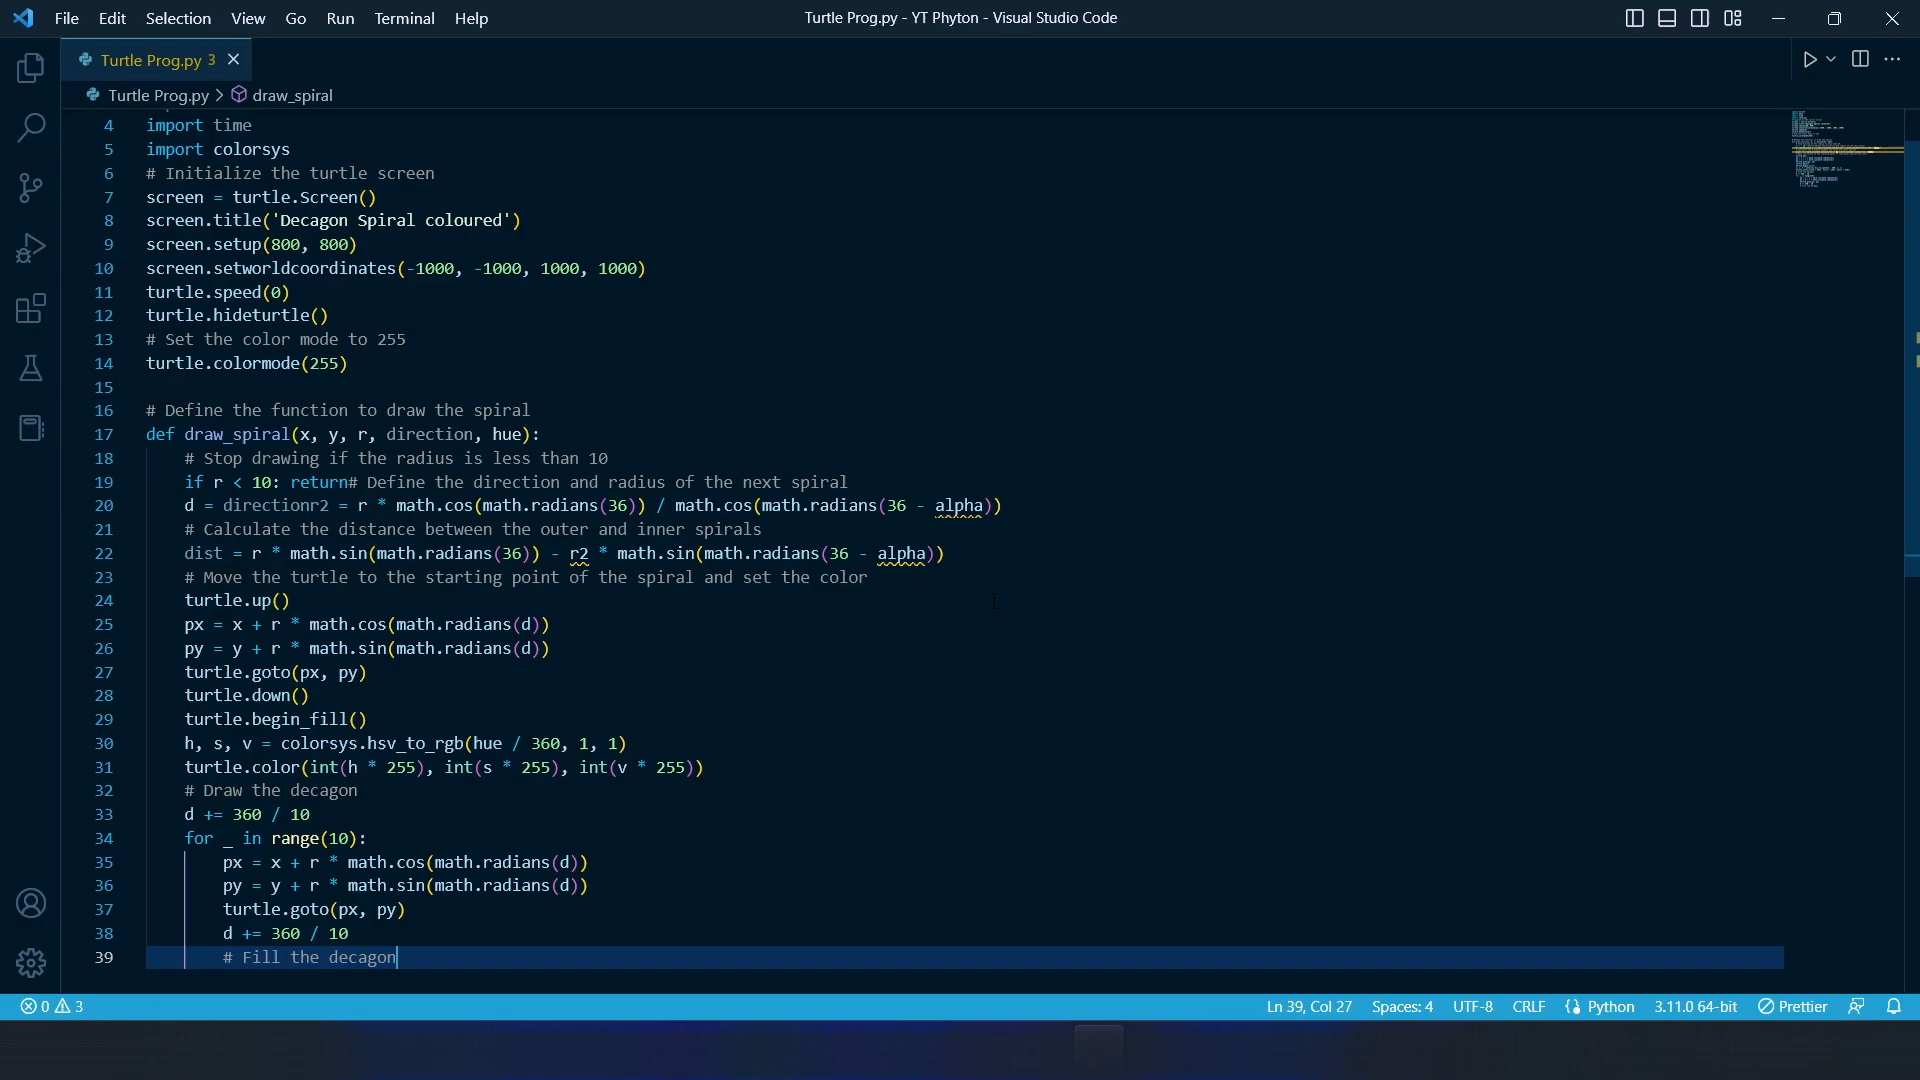 File Edit Selection View Go Run Terminal Help
Turtle Prog.py - YT Phyton - Visual Studio Code
Turtle Prog.py 3
Turtle Prog.py > draw_spiral
4 import time
5 import colorsys
6 # Initialize the turtle screen
7 screen = turtle.Screen()
8 screen.title('Decagon Spiral coloured')
9 screen.setup(800, 800)
10 screen.setworldcoordinates(-1000, -1000, 1000, 1000)
11 turtle.speed(0)
12 turtle.hideturtle()
13 # Set the color mode to 255
14 turtle.colormode(255)
15
16 # Define the function to draw the spiral
17 def draw_spiral(x, y, r, direction, hue):
18 # Stop drawing if the radius is less than 10
19 if r < 10: return# Define the direction and radius of the next spiral
20 d = directionr2 = r * math.cos(math.radians(36)) / math.cos(math.radians(36 - alpha))
21 # Calculate the distance between the outer and inner spirals
22 dist = r * math.sin(math.radians(36)) - r2 * math.sin(math.radians(36 - alpha))
23 # Move the turtle to the starting point of the spiral and set the color
24 turtle.up()
25 px = x + r * math.cos(math.radians(d))
26 py = y + r * math.sin(math.radians(d))
27 turtle.goto(px, py)
28 turtle.down()
29 turtle.begin_fill()
30 h, s, v = colorsys.hsv_to_rgb(hue / 360, 1, 1)
31 turtle.color(int(h * 255), int(s * 255), int(v * 255))
32 # Draw the decagon
33 d += 360 / 10
34 for _ in range(10):
35 px = x + r * math.cos(math.radians(d))
36 py = y + r * math.sin(math.radians(d))
37 turtle.goto(px, py)
38 d += 360 / 10
39 # Fill the decagon
0 3 Ln 39, Col 27 Spaces: 4 UTF-8 CRLF Python 3.11.0 64-bit Prettier